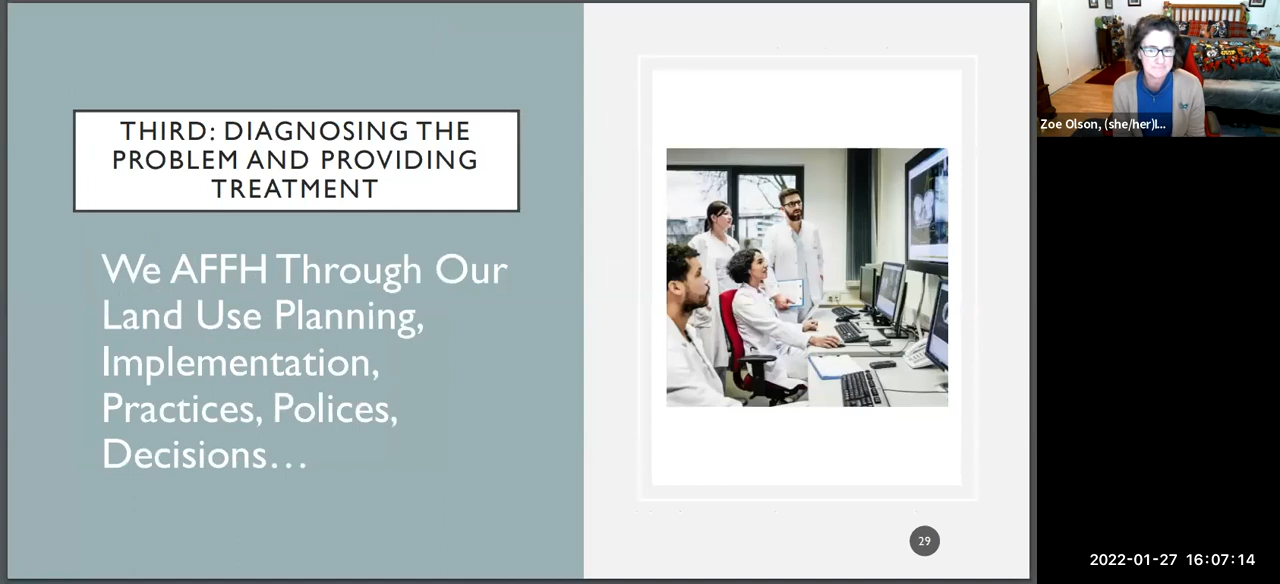 THIRD: DIAGNOSING THE
PROBLEM AND PROVIDING
TREATMENT
We AFFH Through Our
Land Use Planning,
Implementation,
Practices, Polices,
Decisions…
29
Zoe Olson, (she/her)I...
2022-01-27 16:07:14